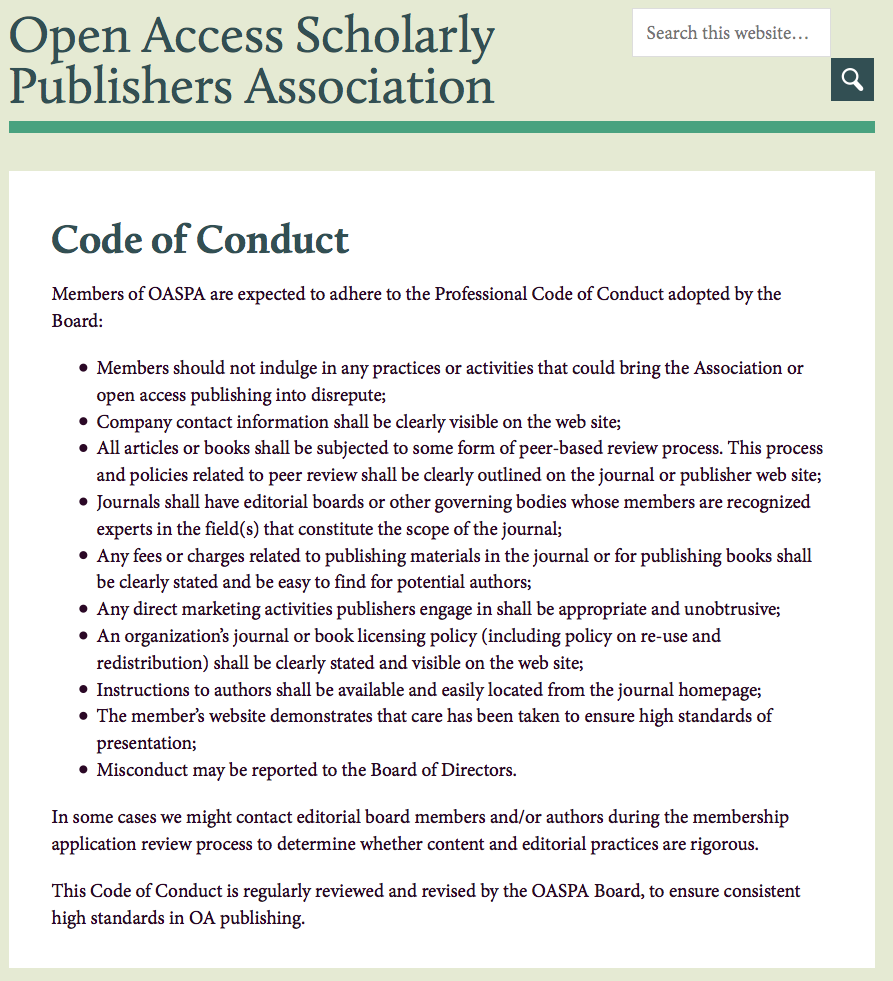 Open Access Scholarly
Publishers Association
Search this website…
Code of Conduct
Members of OASPA are expected to adhere to the Professional Code of Conduct adopted by the
Board:
• Members should not indulge in any practices or activities that could bring the Association or
open access publishing into disrepute;
• Company contact information shall be clearly visible on the web site;
• All articles or books shall be subjected to some form of peer-based review process. This process
and policies related to peer review shall be clearly outlined on the journal or publisher web site;
• Journals shall have editorial boards or other governing bodies whose members are recognized
experts in the field(s) that constitute the scope of the journal;
• Any fees or charges related to publishing materials in the journal or for publishing books shall
be clearly stated and be easy to find for potential authors;
• Any direct marketing activities publishers engage in shall be appropriate and unobtrusive;
• An organization’s journal or book licensing policy (including policy on re-use and
redistribution) shall be clearly stated and visible on the web site;
• Instructions to authors shall be available and easily located from the journal homepage;
• The member’s website demonstrates that care has been taken to ensure high standards of
presentation;
• Misconduct may be reported to the Board of Directors.
In some cases we might contact editorial board members and/or authors during the membership
application review process to determine whether content and editorial practices are rigorous.
This Code of Conduct is regularly reviewed and revised by the OASPA Board, to ensure consistent
high standards in OA publishing.